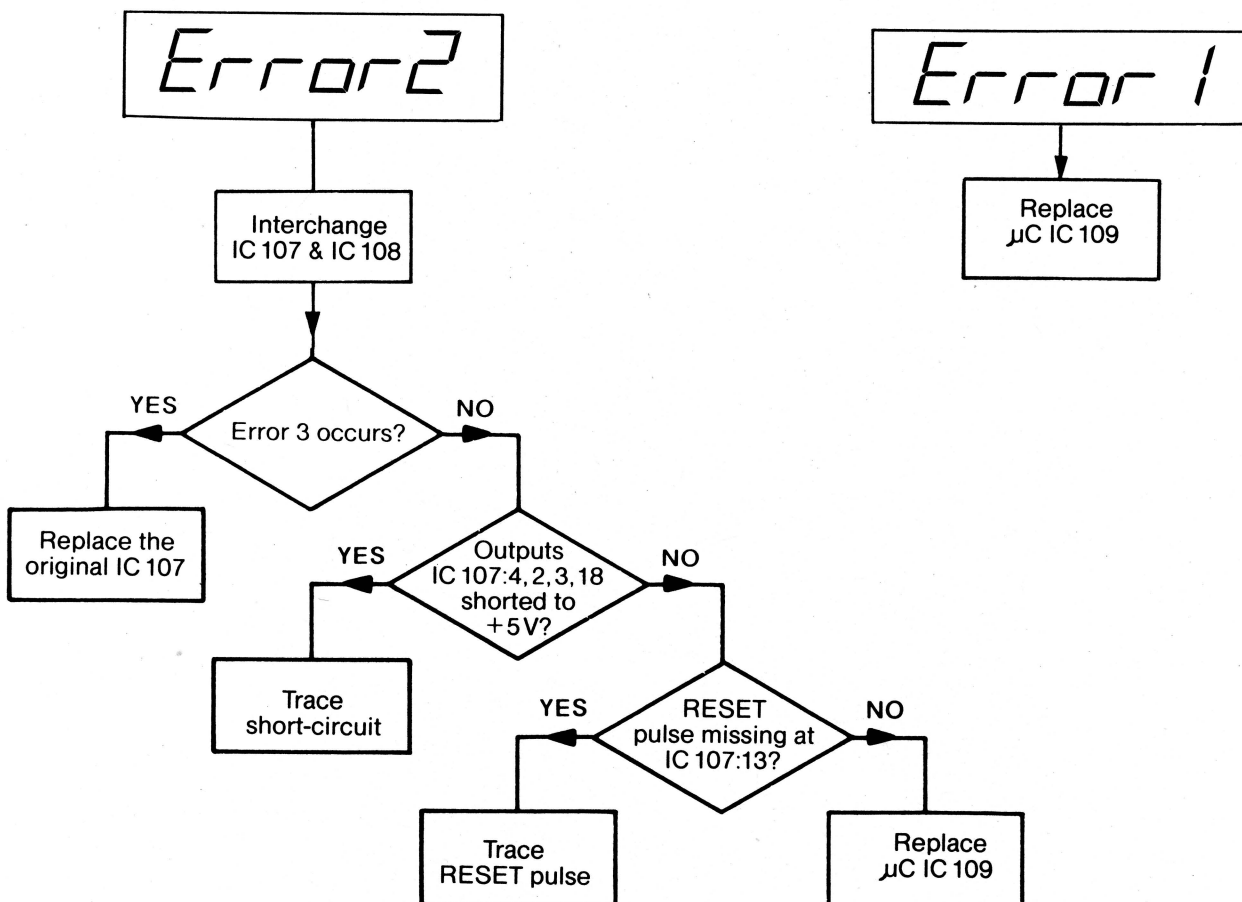 Error2
Error 1
Interchange
IC 107 & IC 108
Replace
µC IC 109
Error 3 occurs?
YES
NO
Replace the
original IC 107
Outputs
IC 107:4, 2, 3, 18
shorted to
+5V?
YES
NO
Trace
short-circuit
RESET
pulse missing at
IC 107:13?
YES
NO
Trace
RESET pulse
Replace
µC IC 109